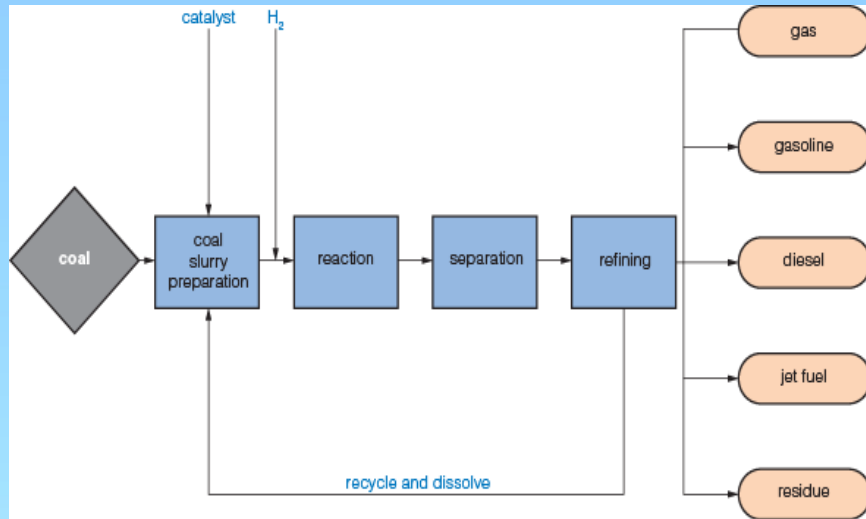 catalyst
H₂
gas
gasoline
coal
coal
slurry
preparation
reaction
separation
refining
diesel
jet fuel
recycle and dissolve
residue